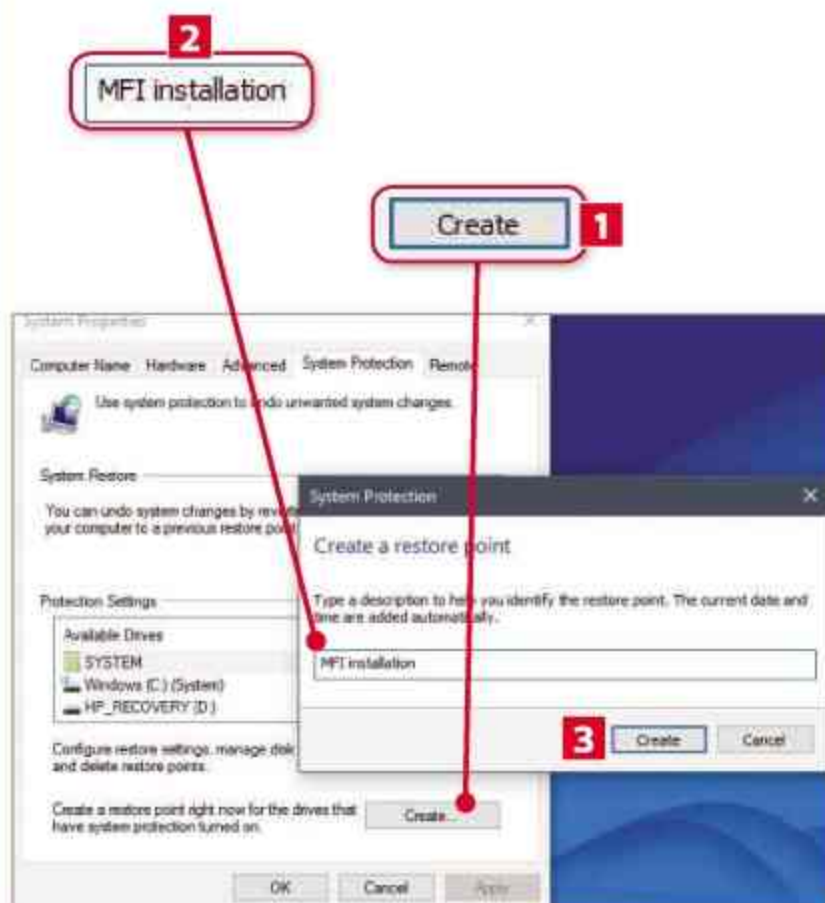 2
MFI installation
Create
1
System Properties
Computer Name Hardware Advanced System Protection Remote
Use system protection to undo unwanted system changes.
System Restore
You can undo system changes by
your computer to a previous restore point
Protection Settings
Available Drives
SYSTEM
Windows (C:) (System)
HP_RECOVERY (D:)
Configure restore settings, manage disk
and delete restore points.
Create a restore point right now for the drives that
have system protection turned on.
Create...
OK Cancel Apply
System Protection
Create a restore point
Type a description to help you identify the restore point. The current date and
time are added automatically.
MFI installation
3
Create Cancel